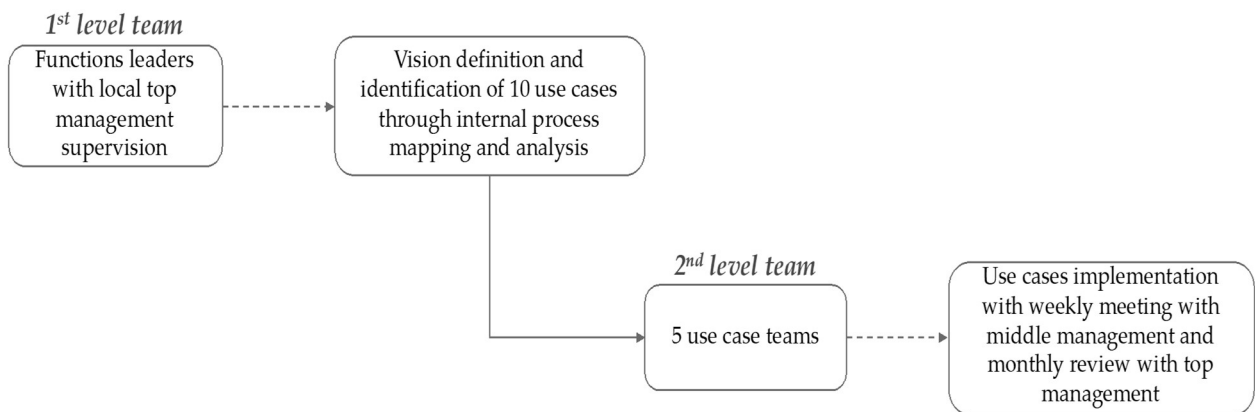 1st level team
Functions leaders
with local top
management
supervision
Vision definition and
identification of 10 use cases
through internal process
mapping and analysis
2nd level team
5 use case teams
Use cases implementation
with weekly meeting with
middle management and
monthly review with top
management